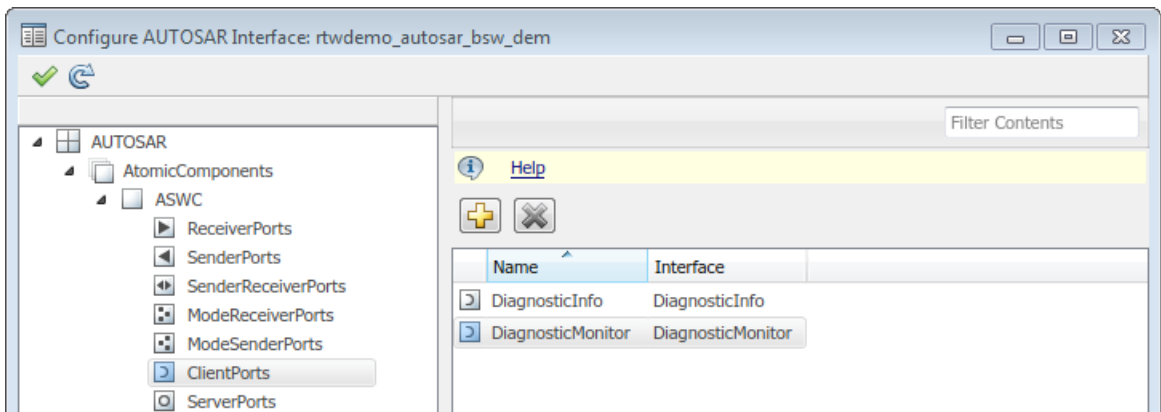 Configure AUTOSAR Interface: rtwdemo_autosar_bsw_dem
Filter Contents
AUTOSAR
AtomicComponents
ASWC
ReceiverPorts
SenderPorts
SenderReceiverPorts
ModeReceiverPorts
ModeSenderPorts
ClientPorts
ServerPorts
Help
Name Interface
DiagnosticInfo DiagnosticInfo
DiagnosticMonitor DiagnosticMonitor